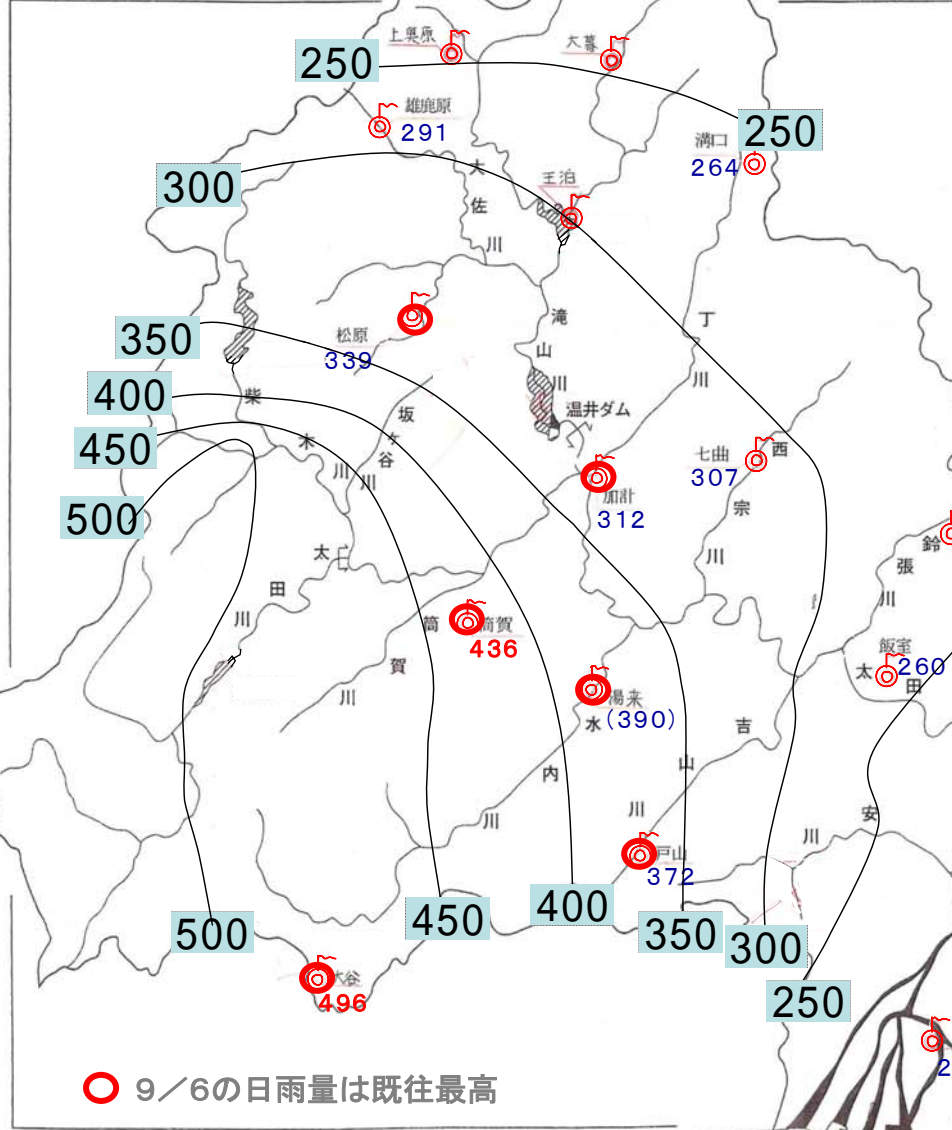 上奥原
大暮
250
雄鹿原
291
250
溝口
264
300
王泊
大佐川
350
松原
339
滝山川
丁川
400
柴木川
坂ケ谷川
温井ダム
450
七曲
307
西宗川
500
加計
312
鈴張川
太田川
筒賀
436
筒賀川
飯室
260
太田
湯来
(390)
水内川
吉山川
安川
戸山
372
500
450
400
350
300
大谷
496
250
2
9/6の日雨量は既往最高